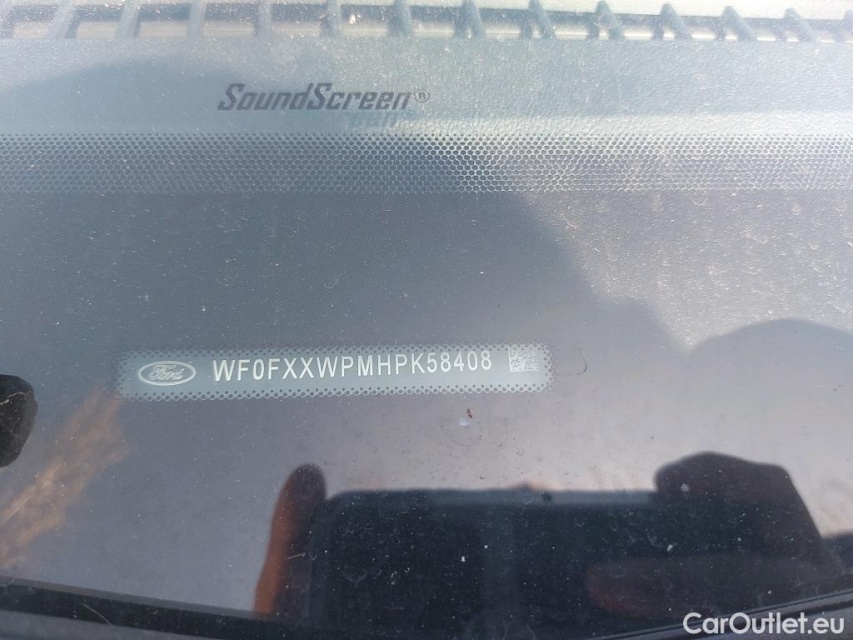 SoundScreen®
Ford WF0FXXWPMHPK58408
CarOutlet.eu